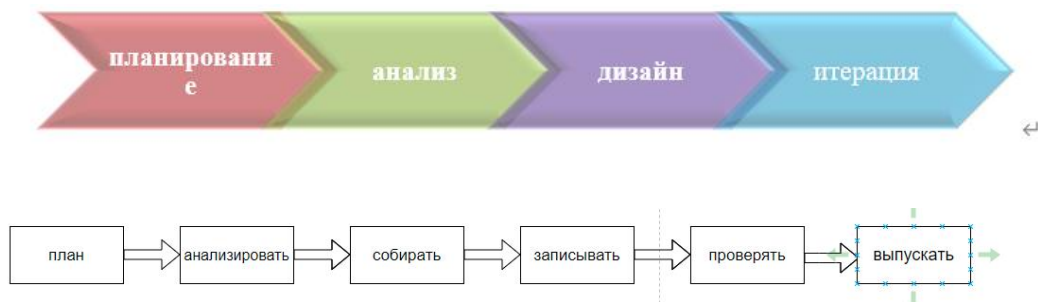 планировани
е
анализ
дизайн
итерация
план
анализировать
собирать
записывать
проверять
выпускать